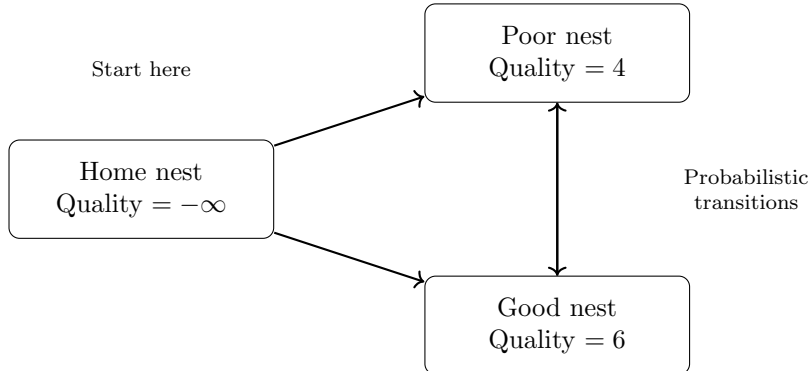 Poor nest
Quality = 4
Start here
Home nest
Quality = −∞
Probabilistic
transitions
Good nest
Quality = 6